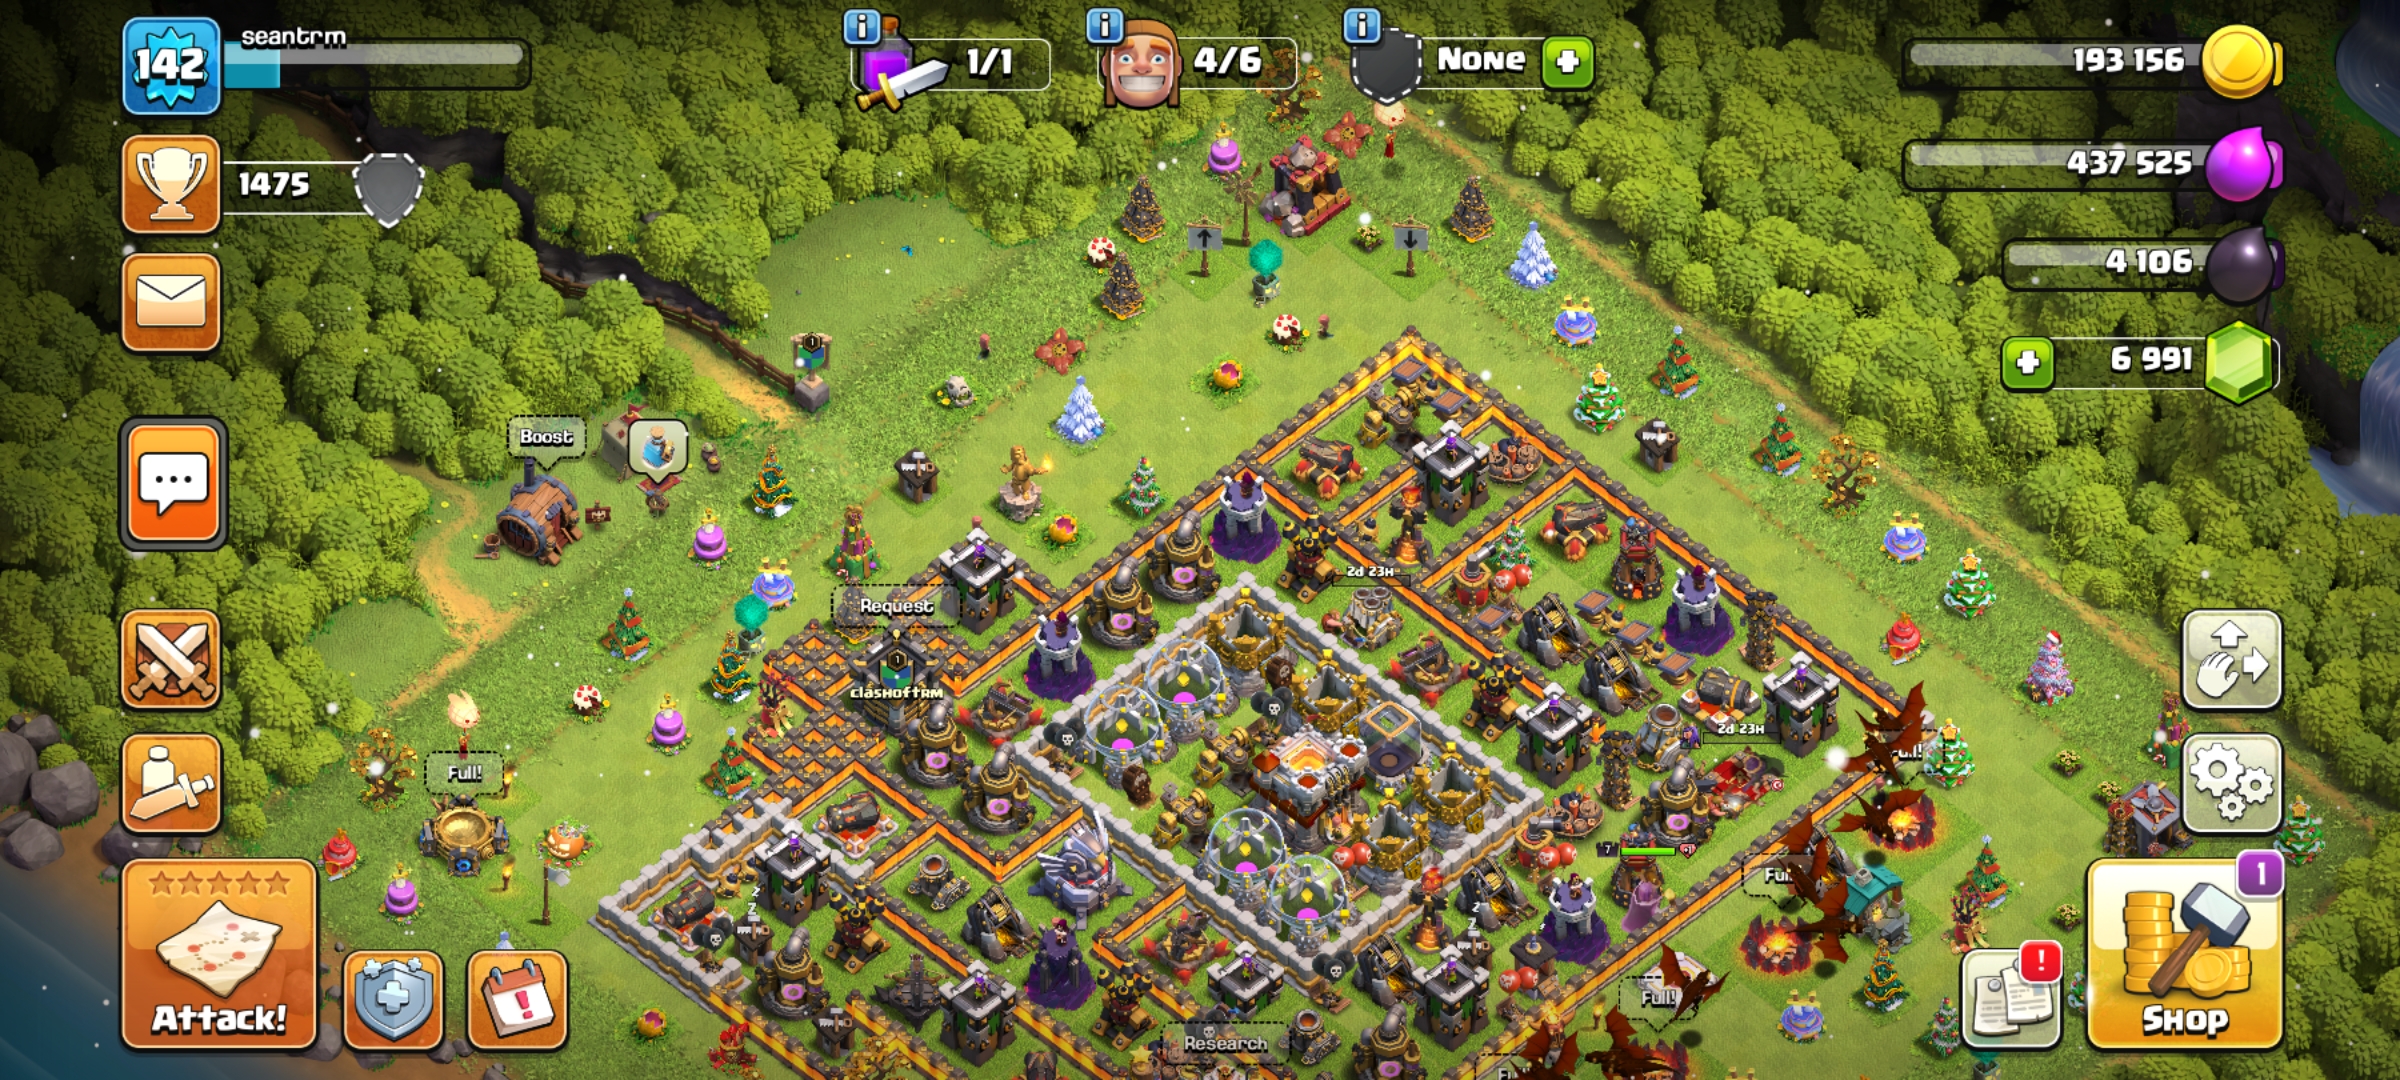 142
seantrm
1/1
4/6
None
193 156
1475
437 525
4 106
6 991
Boost
2d 23H
Request
clashoftrm
2d 23H
Full!
7
Full!
1
Attack!
Research
Shop